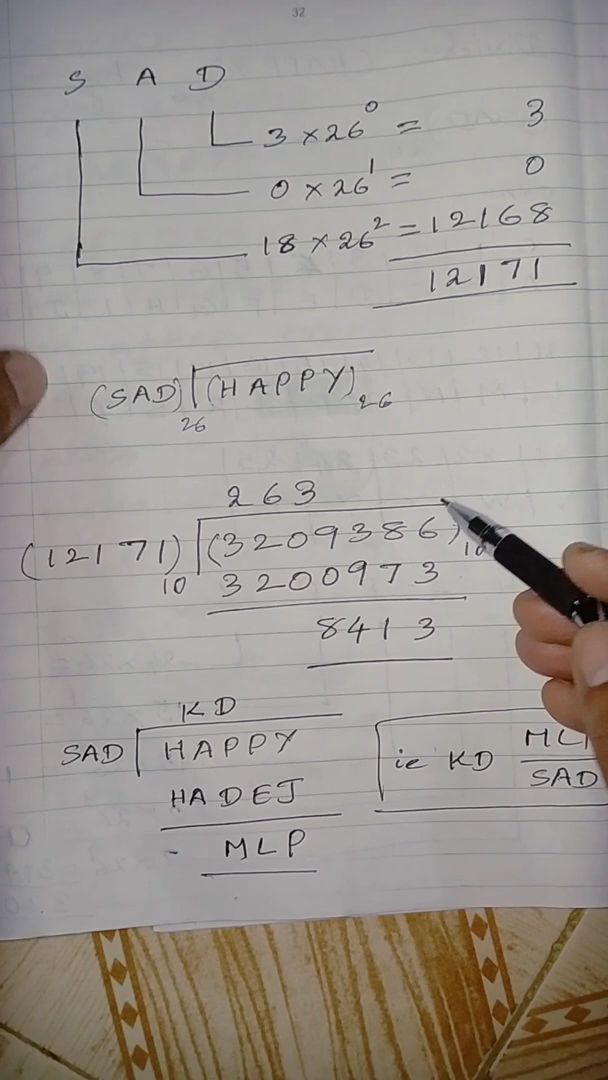 32
S A D
3 × 26⁰ = 3
0 × 26¹ = 0
18 × 26² = 12168
12171
(SAD)₂₆ (HAPPY)₂₆
263
(12171)₁₀ (3209386)₁₀
3200973
8413
KD
SAD HAPPY
HADEJ
- MLP
ie KD
SAD